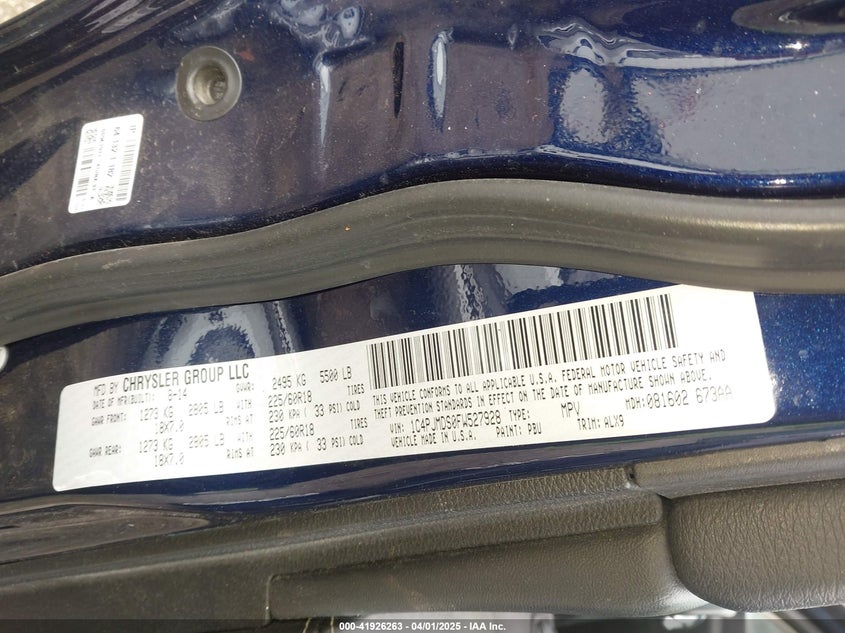 MFD BY CHRYSLER GROUP LLC
DATE OF MFR(BUILT): 8-14 GVWR: 2495 KG 5500 LB
GAWR FRONT: 1273 KG 2805 LB WITH 225/60R18 TIRES
18X7.0 RIMS AT 230 KPA ( 33 PSI) COLD
GAWR REAR: 1273 KG 2805 LB WITH 225/60R18 TIRES
18X7.0 RIMS AT 230 KPA ( 33 PSI) COLD
THIS VEHICLE CONFORMS TO ALL APPLICABLE U.S.A. FEDERAL MOTOR VEHICLE SAFETY AND
THEFT PREVENTION STANDARDS IN EFFECT ON THE DATE OF MANUFACTURE SHOWN ABOVE.
VIN: 1C4PJMDS0FW527928 TYPE: MPV MDH: 081602 673AA
MADE IN U.S.A. PAINT: PBU TRIM: ALX9
000-41926263 - 04/01/2025 - IAA Inc.